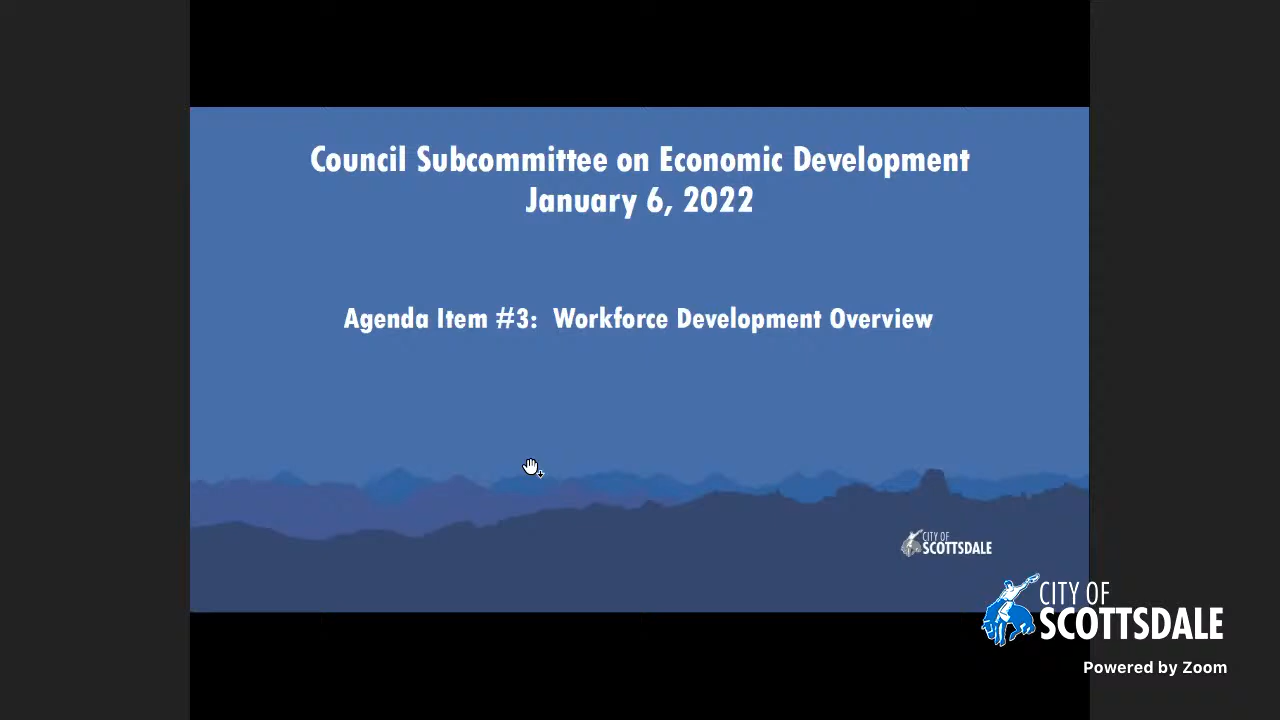 Council Subcommittee on Economic Development
January 6, 2022
Agenda Item #3: Workforce Development Overview
CITY OF
SCOTTSDALE
CITY OF
SCOTTSDALE
Powered by Zoom